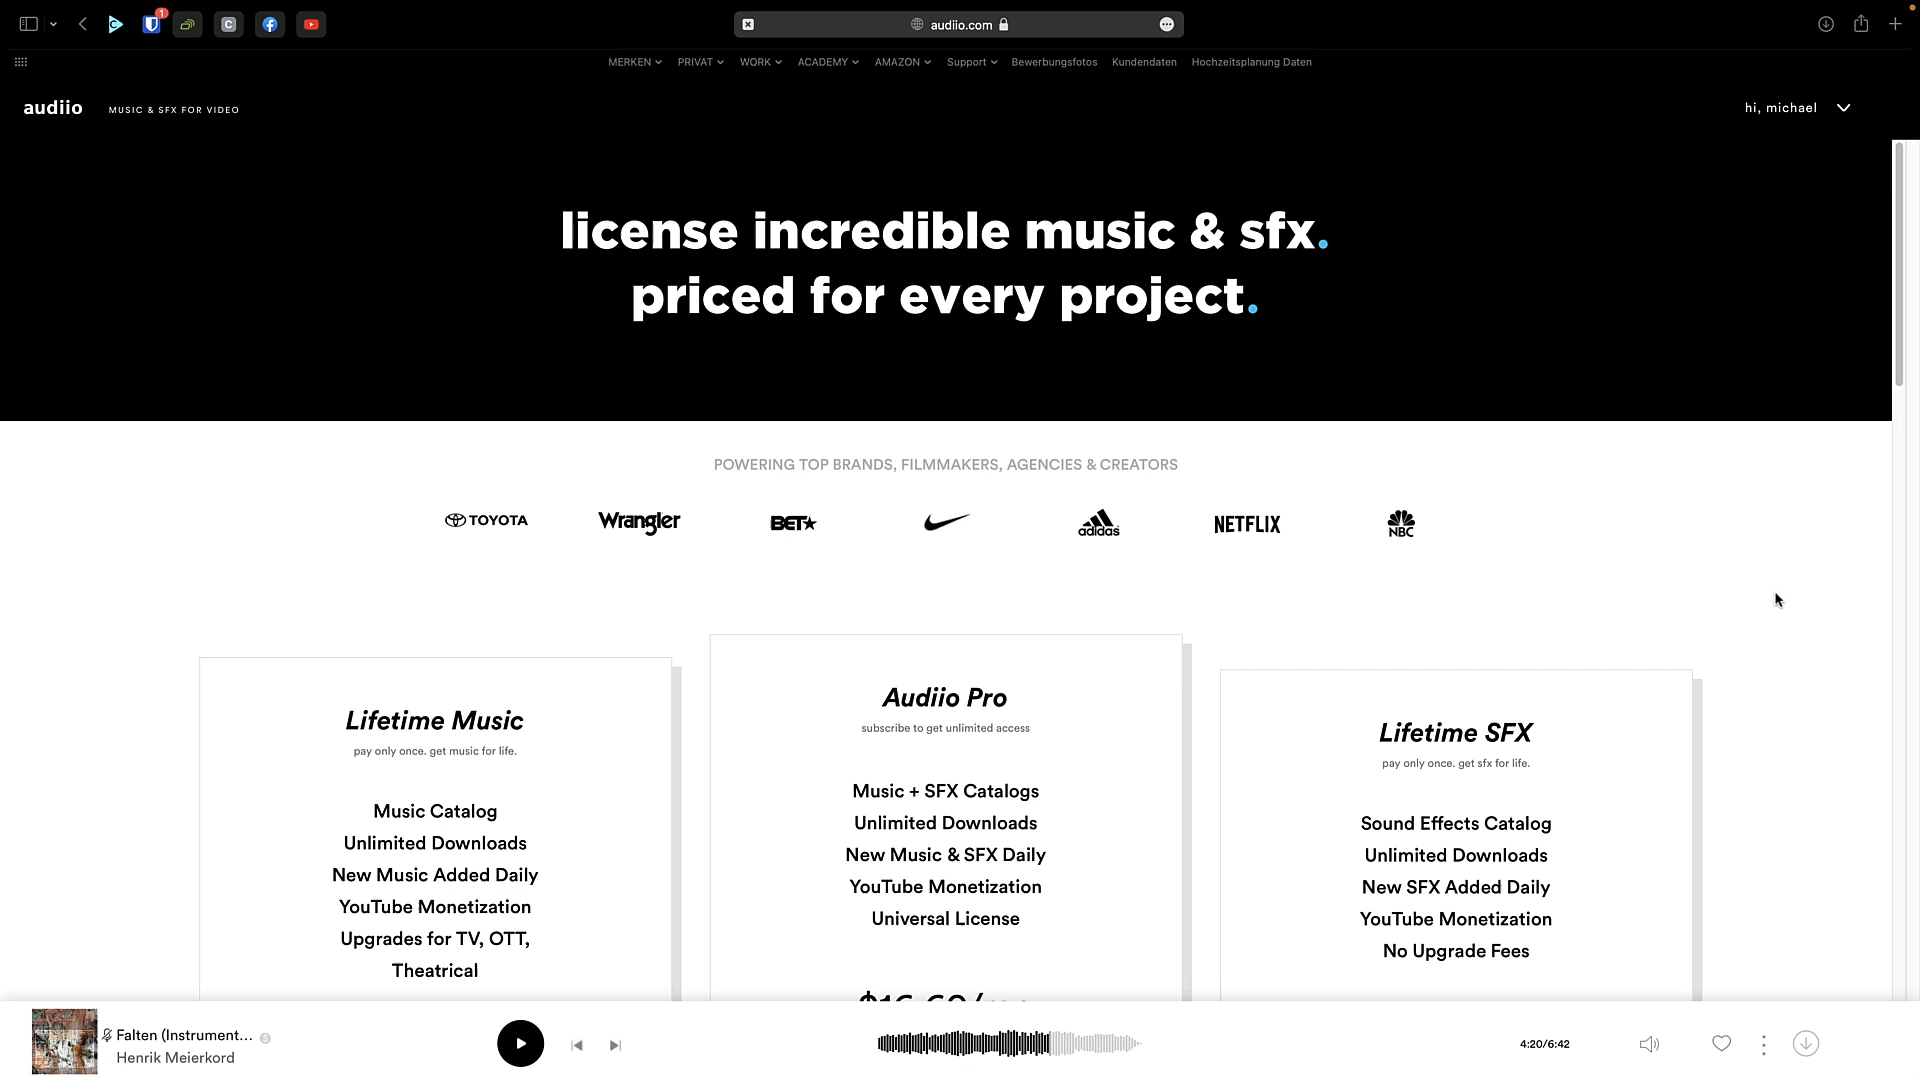 1
C
audiio.com
MERKEN PRIVAT WORK ACADEMY AMAZON Support Bewerbungsfotos Kundendaten Hochzeitsplanung Daten
audiio MUSIC & SFX FOR VIDEO hi, michael
license incredible music & sfx.
priced for every project.
POWERING TOP BRANDS, FILMMAKERS, AGENCIES & CREATORS
TOYOTA Wrangler BET adidas NETFLIX NBC
Lifetime Music
pay only once. get music for life.
Music Catalog
Unlimited Downloads
New Music Added Daily
YouTube Monetization
Upgrades for TV, OTT,
Theatrical
Audiio Pro
subscribe to get unlimited access
Music + SFX Catalogs
Unlimited Downloads
New Music & SFX Daily
YouTube Monetization
Universal License
Lifetime SFX
pay only once. get sfx for life.
Sound Effects Catalog
Unlimited Downloads
New SFX Added Daily
YouTube Monetization
No Upgrade Fees
Falten (Instrument...
Henrik Meierkord
4:20/6:42